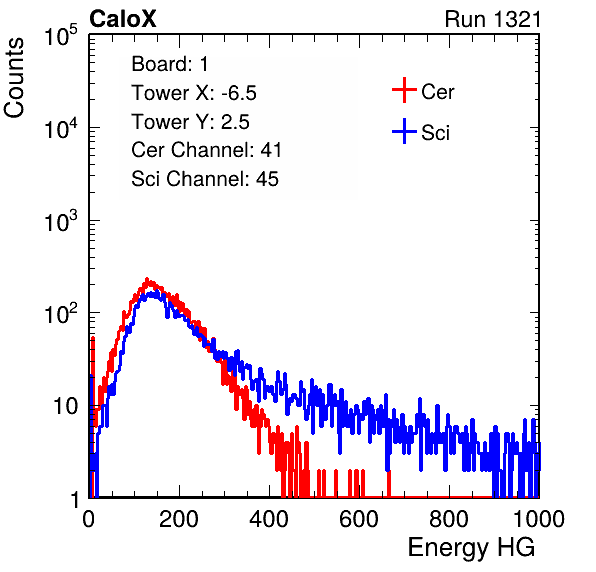 CaloX Run 1321
Counts
Board: 1
Tower X: -6.5
Tower Y: 2.5
Cer Channel: 41
Sci Channel: 45
Cer
Sci
10^5
10^4
10^3
10^2
10
1
0 200 400 600 800 1000
Energy HG